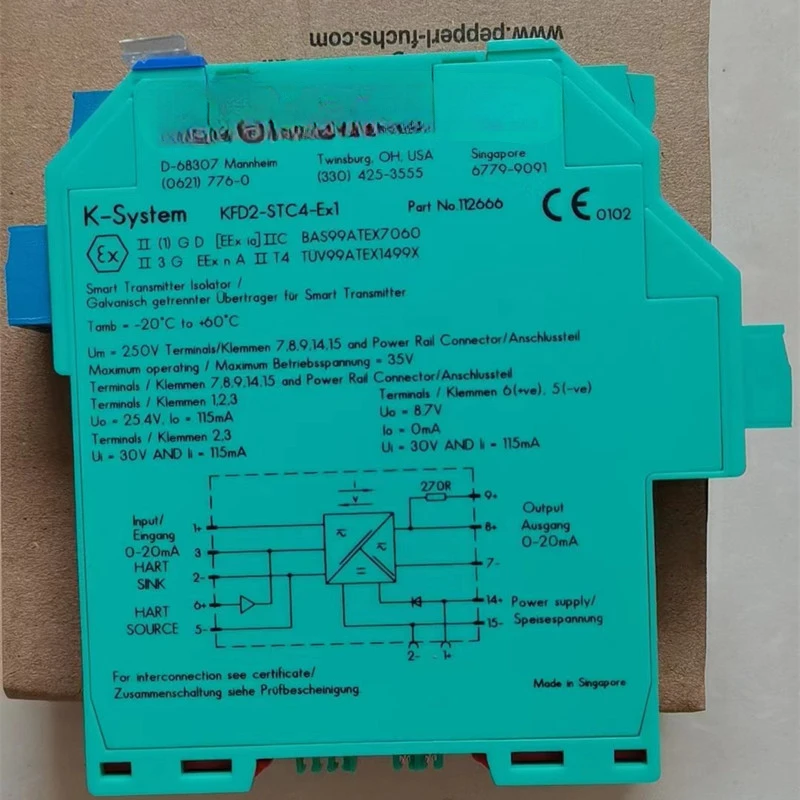 www.pepperl-fuchs.com
D-68307 Mannheim Twinsburg, OH, USA Singapore
(0621) 776-0 (330) 425-3555 6779-9091
K-System KFD2-STC4-Ex1 Part No.112666 CE 0102
Ex II (1) G D [EEx ia] IIC BAS99ATEX7060
II 3 G EEx n A II T4 TÜV99ATEX1499X
Smart Transmitter Isolator /
Galvanisch getrennter Übertrager für Smart Transmitter
Tamb = -20°C to +60°C
Um = 250V Terminals/Klemmen 7,8,9,14,15 and Power Rail Connector/Anschlussteil
Maximum operating / Maximum Betriebsspannung = 35V
Terminals / Klemmen 7,8,9,14,15 and Power Rail Connector/Anschlussteil
Terminals / Klemmen 1,2,3 Terminals / Klemmen 6(+ve), 5(-ve)
Uo = 25.4V, Io = 115mA Uo = 8.7V
Terminals / Klemmen 2,3 Io = 0mA
Ui = 30V AND Ii = 115mA Ui = 30V AND Ii = 115mA
270R
9+
Input/ Output
Eingang 1+ 8+ Ausgang
0-20mA 3 0-20mA
HART 7-
SINK 2-
6+ 14+ Power supply/
HART 15- Speisespannung
SOURCE 5-
2- 1+
For interconnection see certificate/
Zusammenschaltung siehe Prüfbescheinigung. Made in Singapore